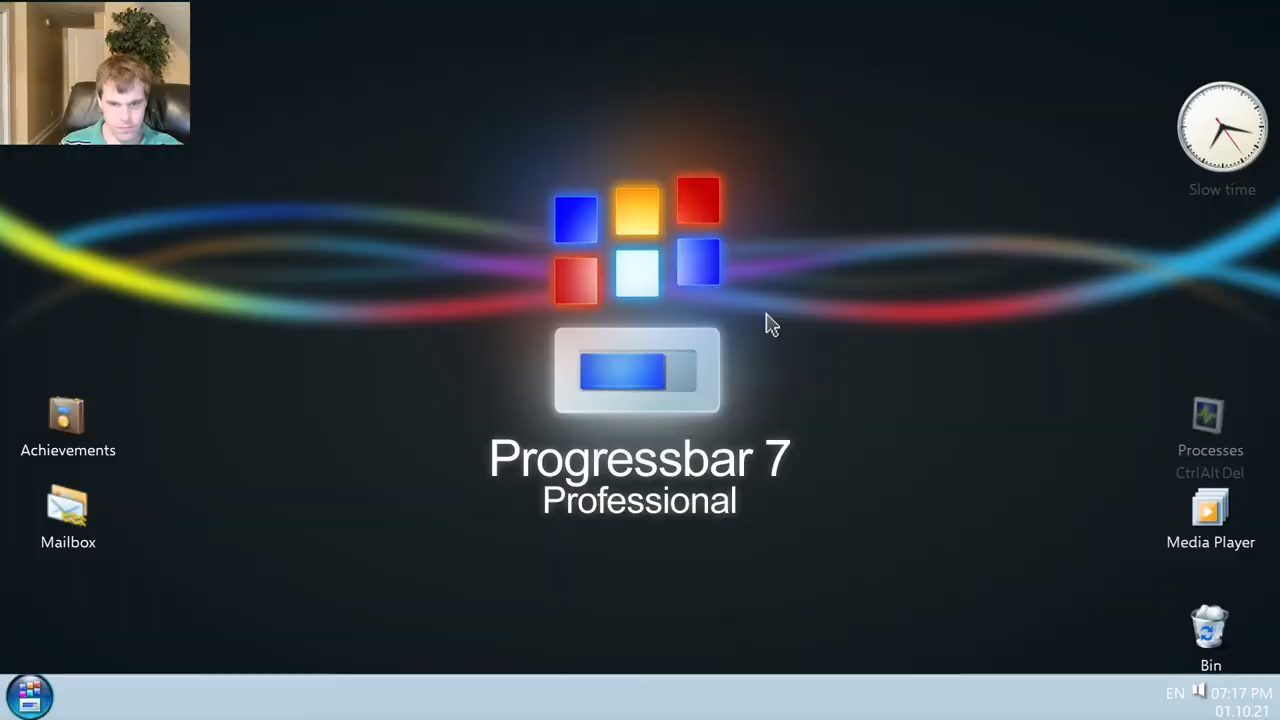 Slow time
Progressbar 7
Professional
Achievements
Mailbox
Processes
CtrlAltDel
Media Player
Bin
EN 07:17 PM
01.10.21